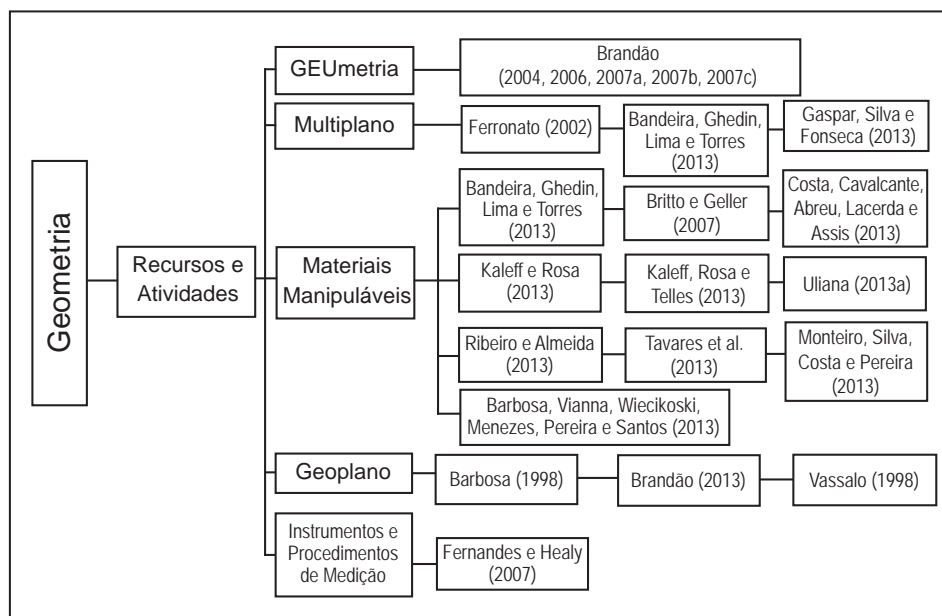 Geometria
Recursos e
Atividades
GEUmetria
Brandão
(2004, 2006, 2007a, 2007b, 2007c)
Multiplano
Ferronato (2002)
Bandeira, Ghedin,
Lima e Torres
(2013)
Gaspar, Silva e
Fonseca (2013)
Materiais
Manipuláveis
Bandeira, Ghedin,
Lima e Torres
(2013)
Britto e Geller
(2007)
Costa, Cavalcante,
Abreu, Lacerda e
Assis (2013)
Kaleff e Rosa
(2013)
Kaleff, Rosa e
Telles (2013)
Uliana (2013a)
Ribeiro e Almeida
(2013)
Tavares et al.
(2013)
Monteiro, Silva,
Costa e Pereira
(2013)
Barbosa, Vianna, Wiecikoski,
Menezes, Pereira e Santos (2013)
Geoplano
Barbosa (1998)
Brandão (2013)
Vassalo (1998)
Instrumentos e
Procedimentos
de Medição
Fernandes e Healy
(2007)